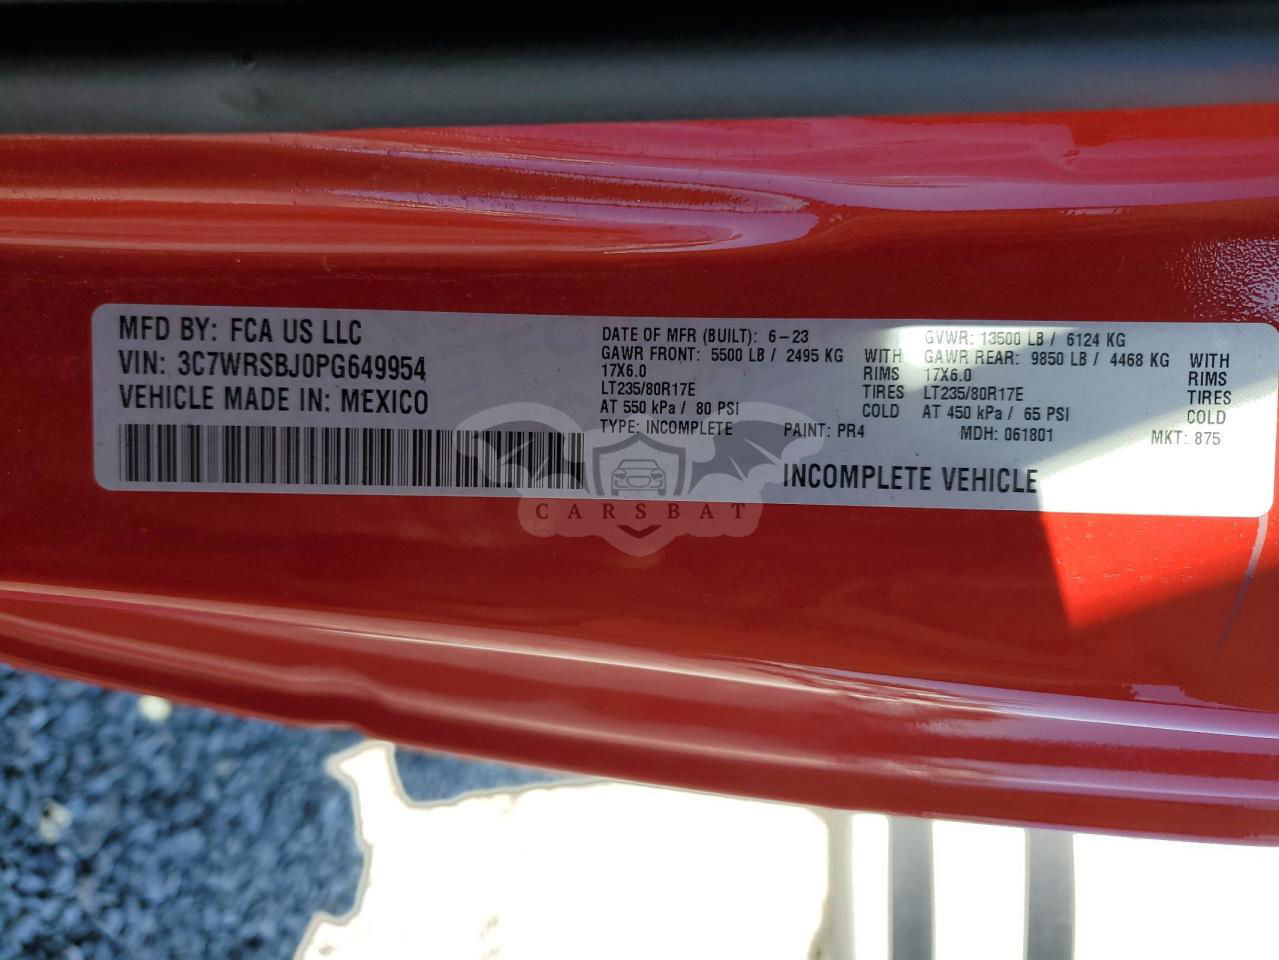 MFD BY: FCA US LLC
VIN: 3C7WRSBJ0PG649954
VEHICLE MADE IN: MEXICO
DATE OF MFR (BUILT): 6-23
GAWR FRONT: 5500 LB / 2495 KG WITH
17X6.0 RIMS
LT235/80R17E TIRES
AT 550 kPa / 80 PSI COLD
TYPE: INCOMPLETE PAINT: PR4
GVWR: 13500 LB / 6124 KG
GAWR REAR: 9850 LB / 4468 KG WITH
17X6.0 RIMS
LT235/80R17E TIRES
AT 450 kPa / 65 PSI COLD
MDH: 061801 MKT: 875
INCOMPLETE VEHICLE
CARSBAT